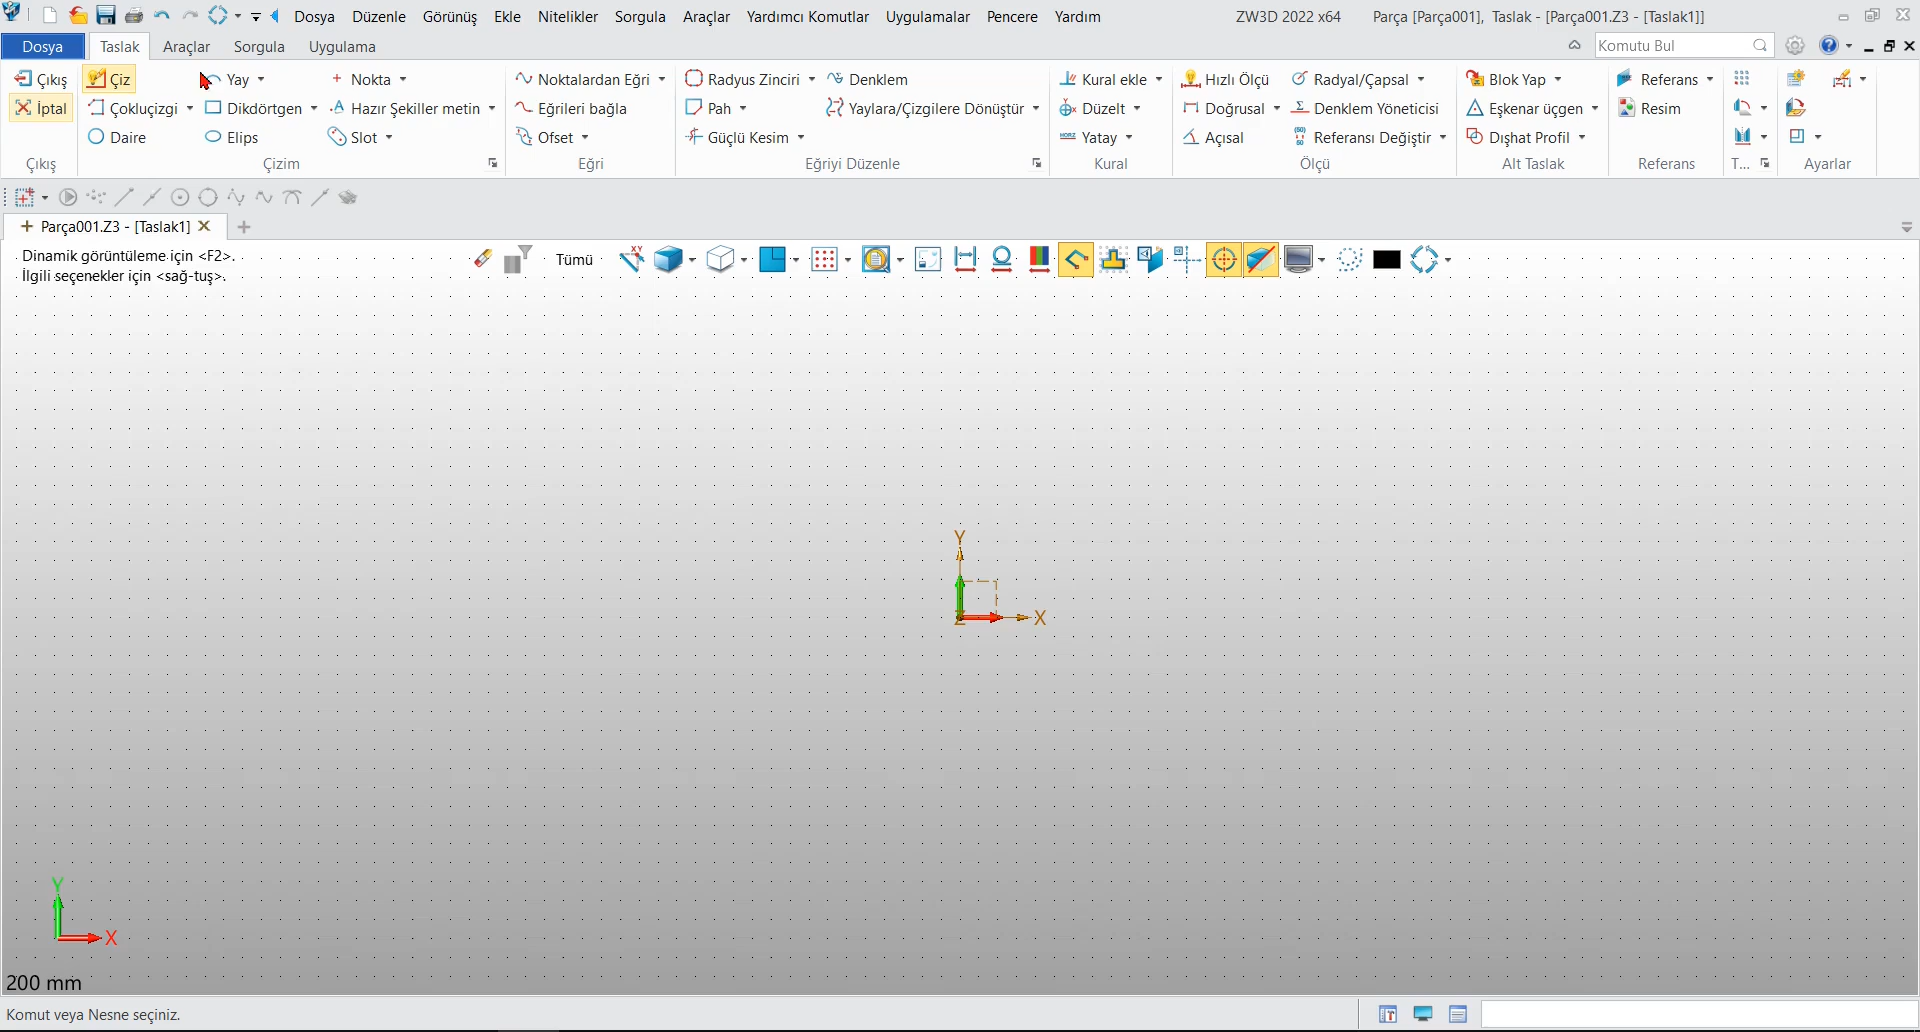 Dosya Düzenle Görünüş Ekle Nitelikler Sorgula Araçlar Yardımcı Komutlar Uygulamalar Pencere Yardım ZW3D 2022 x64 Parça [Parça001], Taslak - [Parça001.Z3 - [Taslak1]]
Dosya Taslak Araçlar Sorgula Uygulama Komutu Bul
Çıkış Çiz Yay Nokta Noktalardan Eğri Radyus Zinciri Denklem Kural ekle Hızlı Ölçü Radyal/Çapsal Blok Yap Referans
İptal Çokluçizgi Dikdörtgen Hazır Şekiller metin Eğrileri bağla Pah Yaylara/Çizgilere Dönüştür Düzelt Doğrusal Denklem Yöneticisi Eşkenar üçgen Resim
Daire Elips Slot Ofset Güçlü Kesim HORZ Yatay Açısal Referansı Değiştir Dışhat Profil
Çıkış Çizim Eğri Eğriyi Düzenle Kural Ölçü Alt Taslak Referans T... Ayarlar
Parça001.Z3 - [Taslak1]
Dinamik görüntüleme için <F2>.
İlgili seçenekler için <sağ-tuş>.
Tümü XY
Y
Z X
Y
X
200 mm
Komut veya Nesne seçiniz.